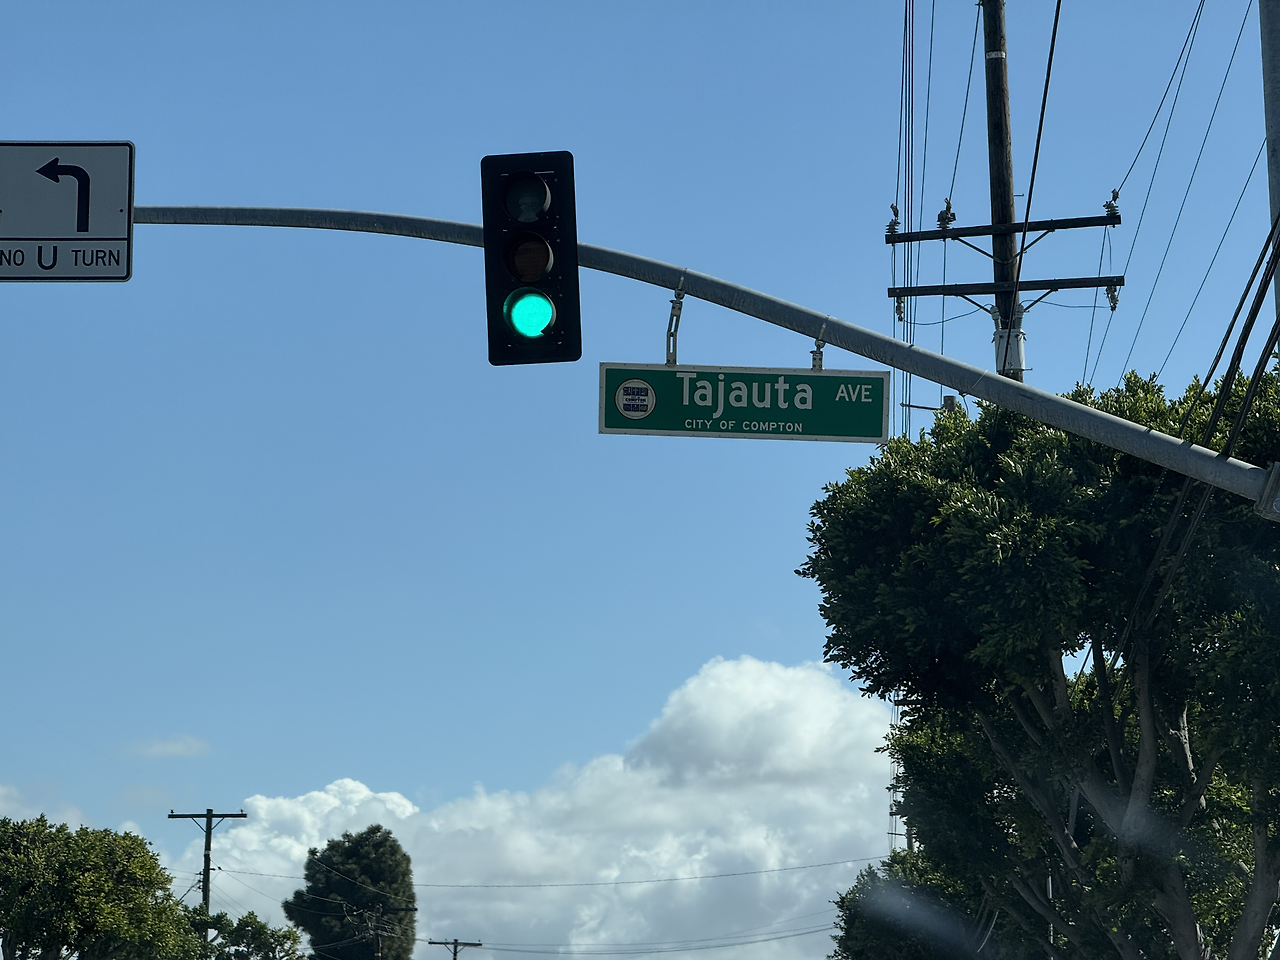 NO U TURN
Tajauta AVE
CITY OF COMPTON